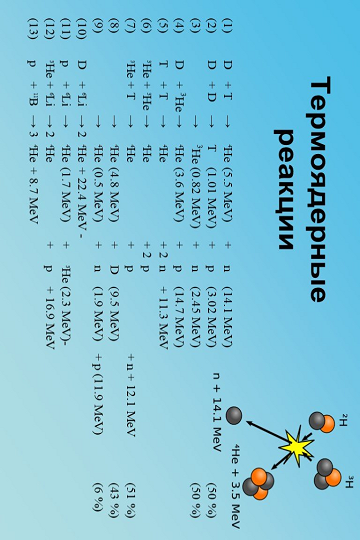 Термоядерные
реакции
²H
³H
n + 14.1 MeV
⁴He + 3.5 MeV
(1) D + T → ⁴He (5.5 MeV) + n (14.1 MeV)
(2) D + D → T (1.01 MeV) + p (3.02 MeV) (50 %)
(3) → ³He (0.82 MeV) + n (2.45 MeV) (50 %)
(4) D + ³He → ⁴He (3.6 MeV) + p (14.7 MeV)
(5) T + T → ⁴He + 2 n + 11.3 MeV
(6) ³He + ³He → ⁴He + 2 p
(7) ³He + T → ⁴He + p + n + 12.1 MeV (51 %)
(8) → ⁴He (4.8 MeV) + D (9.5 MeV) (43 %)
(9) → ⁴He (0.5 MeV) + n (1.9 MeV) + p (11.9 MeV) (6 %)
(10) D + ⁶Li → 2 ⁴He + 22.4 MeV -
(11) p + ⁶Li → ⁴He (1.7 MeV) + ³He (2.3 MeV)-
(12) ³He + ⁶Li → 2 ⁴He + p + 16.9 MeV
(13) p + ¹¹B → 3 ⁴He + 8.7 MeV